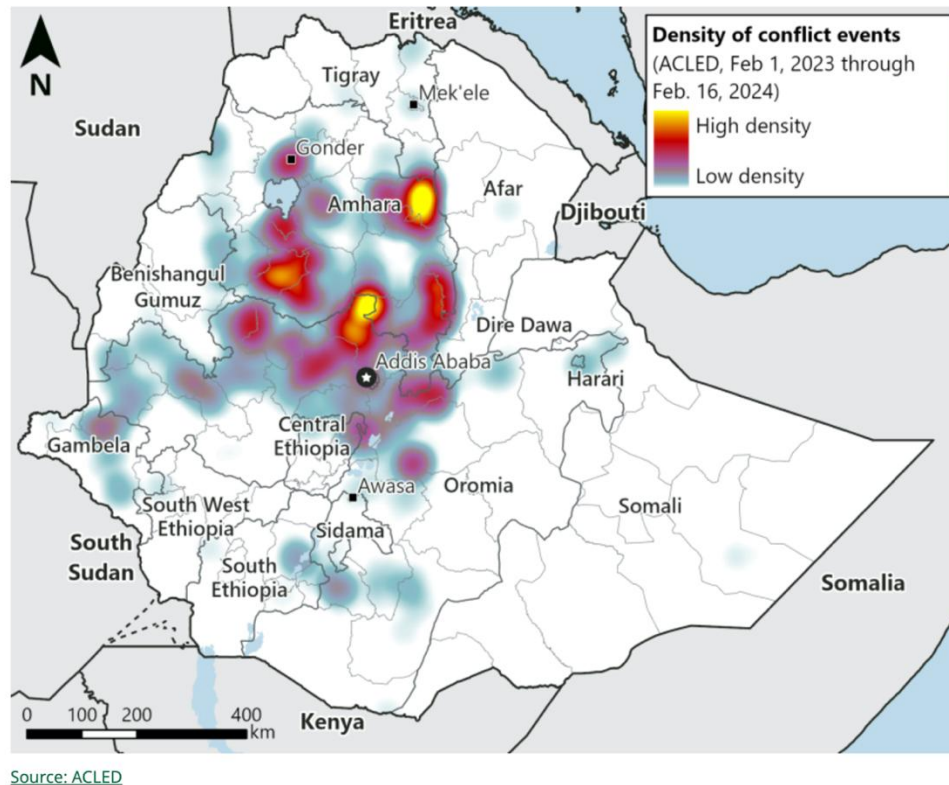 Eritrea
Density of conflict events
(ACLED, Feb 1, 2023 through
Feb. 16, 2024)
High density
Low density
N
Tigray
Mek'ele
Sudan
Gonder
Amhara
Afar
Djibouti
Benishangul
Gumuz
Dire Dawa
Addis Ababa
Harari
Central
Ethiopia
Gambela
Awasa
Oromia
Somali
South West
Ethiopia
Sidama
South
Sudan
South
Ethiopia
Somalia
Kenya
0 100 200 400
km
Source: ACLED